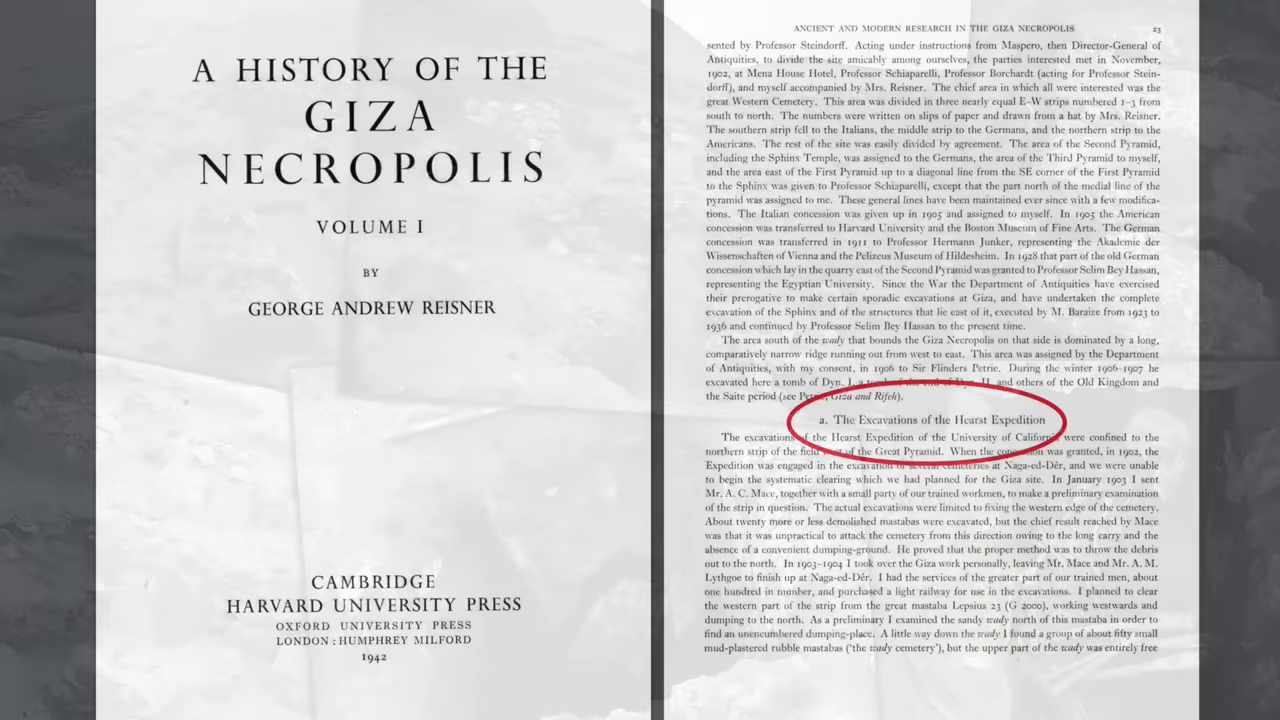 A HISTORY OF THE
GIZA
NECROPOLIS
VOLUME I
BY
GEORGE ANDREW REISNER
CAMBRIDGE
HARVARD UNIVERSITY PRESS
OXFORD UNIVERSITY PRESS
LONDON : HUMPHREY MILFORD
1942
ANCIENT AND MODERN RESEARCH IN THE GIZA NECROPOLIS 23
sented by Professor Steindorff. Acting under instructions from Maspero, then Director-General of
Antiquities, to divide the site amicably among ourselves, the parties interested met in November,
1902, at Mena House Hotel, Professor Schiaparelli, Professor Borchardt (acting for Professor Stein-
dorff), and myself accompanied by Mrs. Reisner. The chief area in which all were interested was the
great Western Cemetery. This area was divided in three nearly equal E-W strips numbered 1–3 from
south to north. The numbers were written on slips of paper and drawn from a hat by Mrs. Reisner.
The southern strip fell to the Italians, the middle strip to the Germans, and the northern strip to the
Americans. The rest of the site was easily divided by agreement. The area of the Second Pyramid,
including the Sphinx Temple, was assigned to the Germans, the area of the Third Pyramid to myself,
and the area east of the First Pyramid up to a diagonal line from the SE corner of the First Pyramid
to the Sphinx was given to Professor Schiaparelli, except that the part north of the medial line of the
pyramid was assigned to me. These general lines have been maintained ever since with a few modifica-
tions. The Italian concession was given up in 1905 and assigned to myself. In 1905 the American
concession was transferred to Harvard University and the Boston Museum of Fine Arts. The German
concession was transferred in 1911 to Professor Hermann Junker, representing the Akademie der
Wissenschaften of Vienna and the Pelizeus Museum of Hildesheim. In 1928 that part of the old German
concession which lay in the quarry east of the Second Pyramid was granted to Professor Selim Bey Hassan,
representing the Egyptian University. Since the War the Department of Antiquities have exercised
their prerogative to make certain sporadic excavations at Giza, and have undertaken the complete
excavation of the Sphinx and of the structures that lie east of it, executed by M. Baraize from 1923 to
1936 and continued by Professor Selim Bey Hassan to the present time.
The area south of the wady that bounds the Giza Necropolis on that side is dominated by a long,
comparatively narrow ridge running out from west to east. This area was assigned by the Department
of Antiquities, with my consent, in 1906 to Sir Flinders Petrie. During the winter 1906–1907 he
excavated here a tomb of Dyn. I, a tomb of the end of Dyn. II, and others of the Old Kingdom and
the Saite period (see Petrie, Giza and Rifeh).
a. The Excavations of the Hearst Expedition
The excavations of the Hearst Expedition of the University of California were confined to the
northern strip of the field west of the Great Pyramid. When the concession was granted, in 1902, the
Expedition was engaged in the excavation of several cemeteries at Naga-ed-Dêr, and we were unable
to begin the systematic clearing which we had planned for the Giza site. In January 1903 I sent
Mr. A. C. Mace, together with a small party of our trained workmen, to make a preliminary examination
of the strip in question. The actual excavations were limited to fixing the western edge of the cemetery.
About twenty more or less demolished mastabas were excavated, but the chief result reached by Mace
was that it was unpractical to attack the cemetery from this direction owing to the long carry and the
absence of a convenient dumping-ground. He proved that the proper method was to throw the debris
out to the north. In 1903–1904 I took over the Giza work personally, leaving Mr. Mace and Mr. A. M.
Lythgoe to finish up at Naga-ed-Dêr. I had the services of the greater part of our trained men, about
one hundred in number, and purchased a light railway for use in the excavations. I planned to clear
the western part of the strip from the great mastaba Lepsius 23 (G 2000), working westwards and
dumping to the north. As a preliminary I examined the sandy wady north of this mastaba in order to
find an unencumbered dumping-place. A little way down the wady I found a group of about fifty small
mud-plastered rubble mastabas ('the wady cemetery'), but the upper part of the wady was entirely free